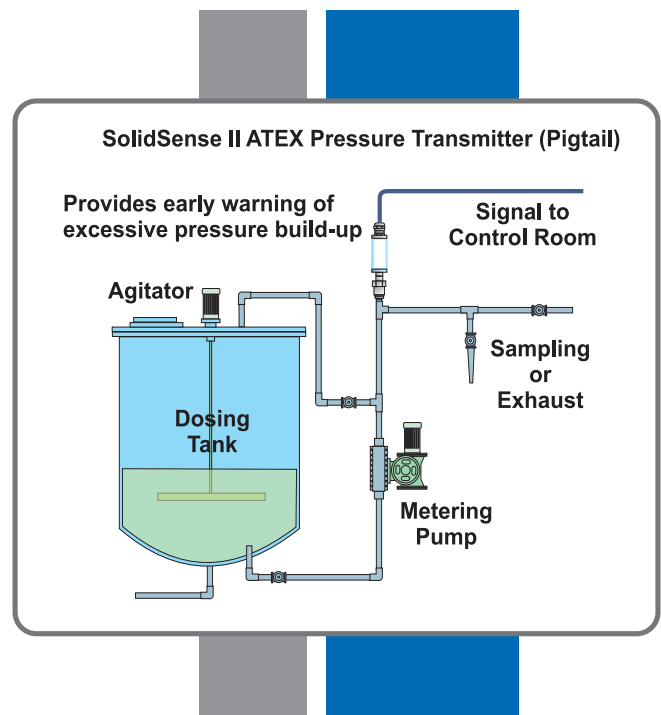 SolidSense II ATEX Pressure Transmitter (Pigtail)
Provides early warning of
excessive pressure build-up
Signal to
Control Room
Agitator
Sampling
or
Exhaust
Dosing
Tank
Metering
Pump